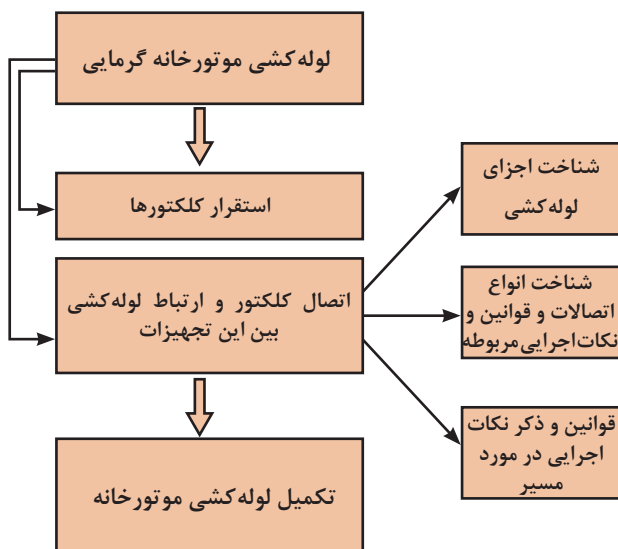 لوله‌کشی موتورخانه گرمایی
استقرار کلکتورها
اتصال کلکتور و ارتباط لوله‌کشی
بین این تجهیزات
تکمیل لوله‌کشی موتورخانه
شناخت اجزای
لوله‌کشی
شناخت انواع
اتصالات و قوانین و
نکات‌اجرایی‌مربوطه
قوانین و ذکر نکات
اجرایی در مورد
مسیر